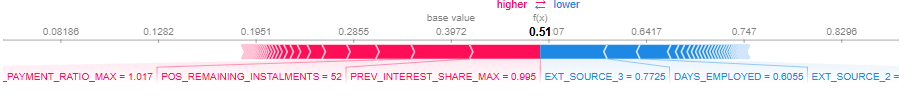 higher ⇄ lower
base value f(x)
0.08186 0.1282 0.1951 0.2855 0.3972 0.51 07 0.6417 0.747 0.8296
_PAYMENT_RATIO_MAX = 1.017 POS_REMAINING_INSTALMENTS = 52 PREV_INTEREST_SHARE_MAX = 0.995 EXT_SOURCE_3 = 0.7725 DAYS_EMPLOYED = 0.6055 EXT_SOURCE_2 =